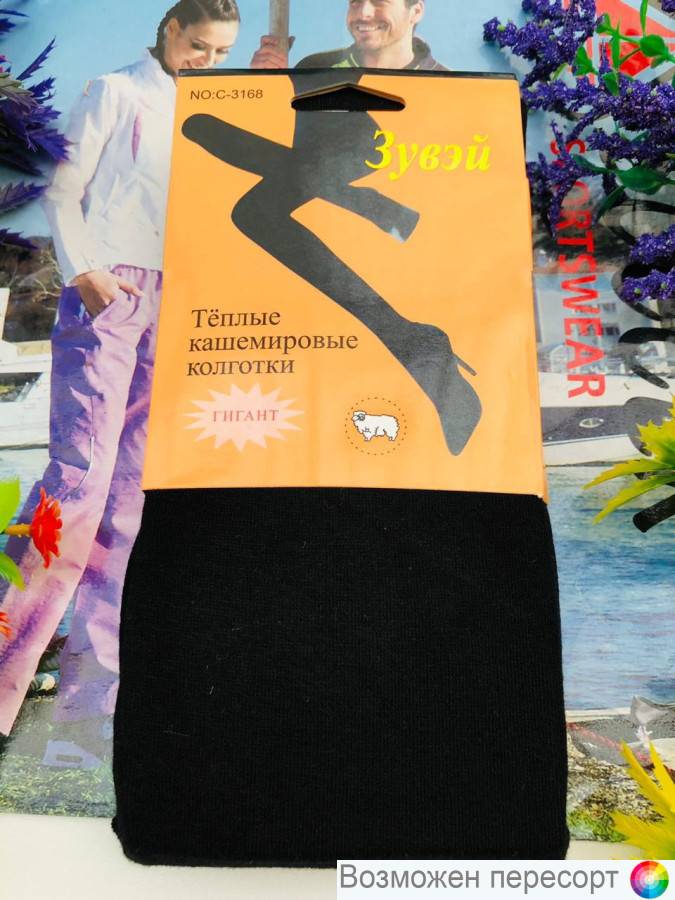 NO:C-3168
Зувэй
Тёплые
кашемировые
колготки
ГИГАНТ
SPORTSWEAR
Возможен пересорт